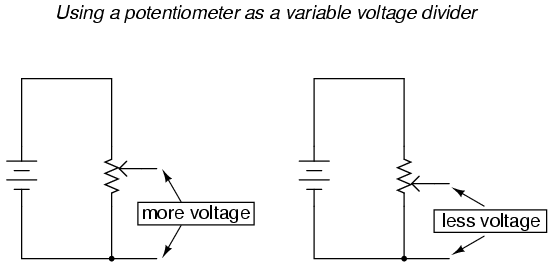 Using a potentiometer as a variable voltage divider
more voltage
less voltage